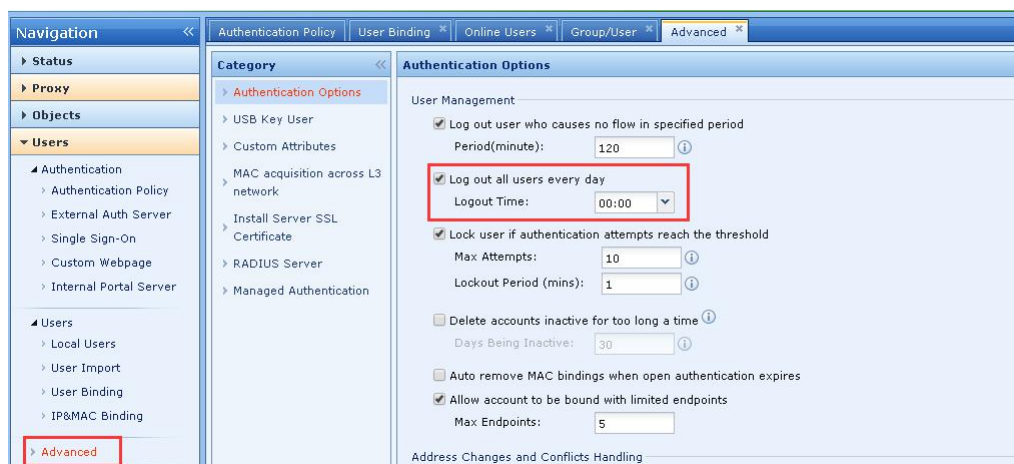 Navigation
Status
Proxy
Objects
Users
Authentication
Authentication Policy
External Auth Server
Single Sign-On
Custom Webpage
Internal Portal Server
Users
Local Users
User Import
User Binding
IP&MAC Binding
Advanced
Authentication Policy
User Binding
Online Users
Group/User
Advanced
Category
Authentication Options
USB Key User
Custom Attributes
MAC acquisition across L3
network
Install Server SSL
Certificate
RADIUS Server
Managed Authentication
Authentication Options
User Management
Log out user who causes no flow in specified period
Period(minute): 120
Log out all users every day
Logout Time: 00:00
Lock user if authentication attempts reach the threshold
Max Attempts: 10
Lockout Period (mins): 1
Delete accounts inactive for too long a time
Days Being Inactive: 30
Auto remove MAC bindings when open authentication expires
Allow account to be bound with limited endpoints
Max Endpoints: 5
Address Changes and Conflicts Handling